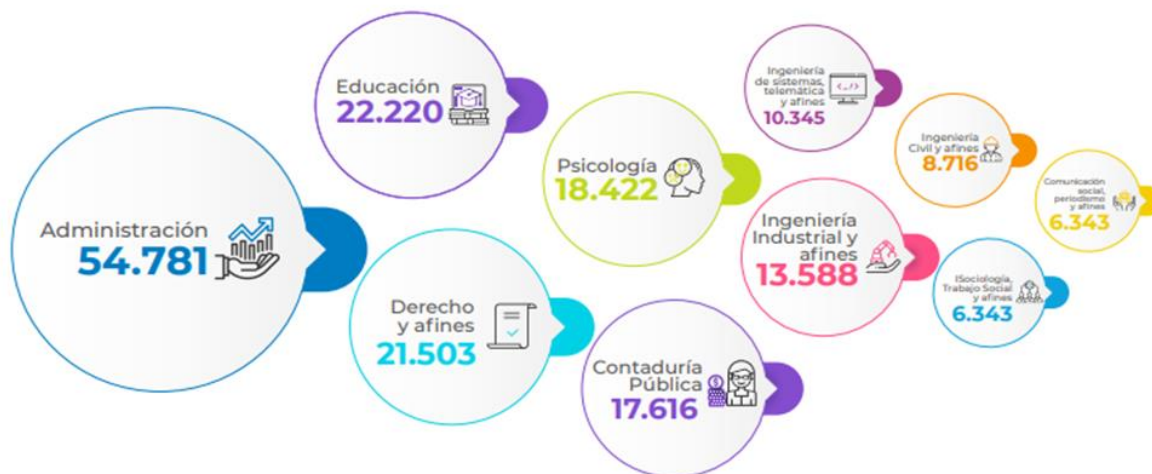 Administración
54.781
Educación
22.220
Derecho
y afines
21.503
Psicología
18.422
Contaduría
Pública
17.616
Ingeniería
Industrial y
afines
13.588
Ingeniería
de sistemas,
telemática
y afines
10.345
Ingeniería
Civil y afines
8.716
Comunicación
social,
periodismo
y afines
6.343
ISociología,
Trabajo Social
y afines
6.343